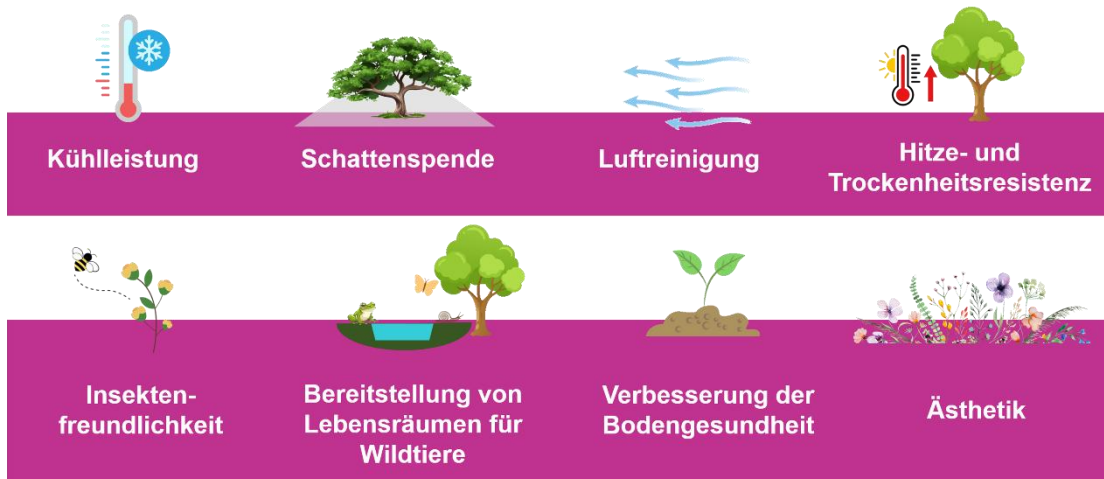 Kühlleistung
Schattenspende
Luftreinigung
Hitze- und
Trockenheitsresistenz
Insekten-
freundlichkeit
Bereitstellung von
Lebensräumen für
Wildtiere
Verbesserung der
Bodengesundheit
Ästhetik